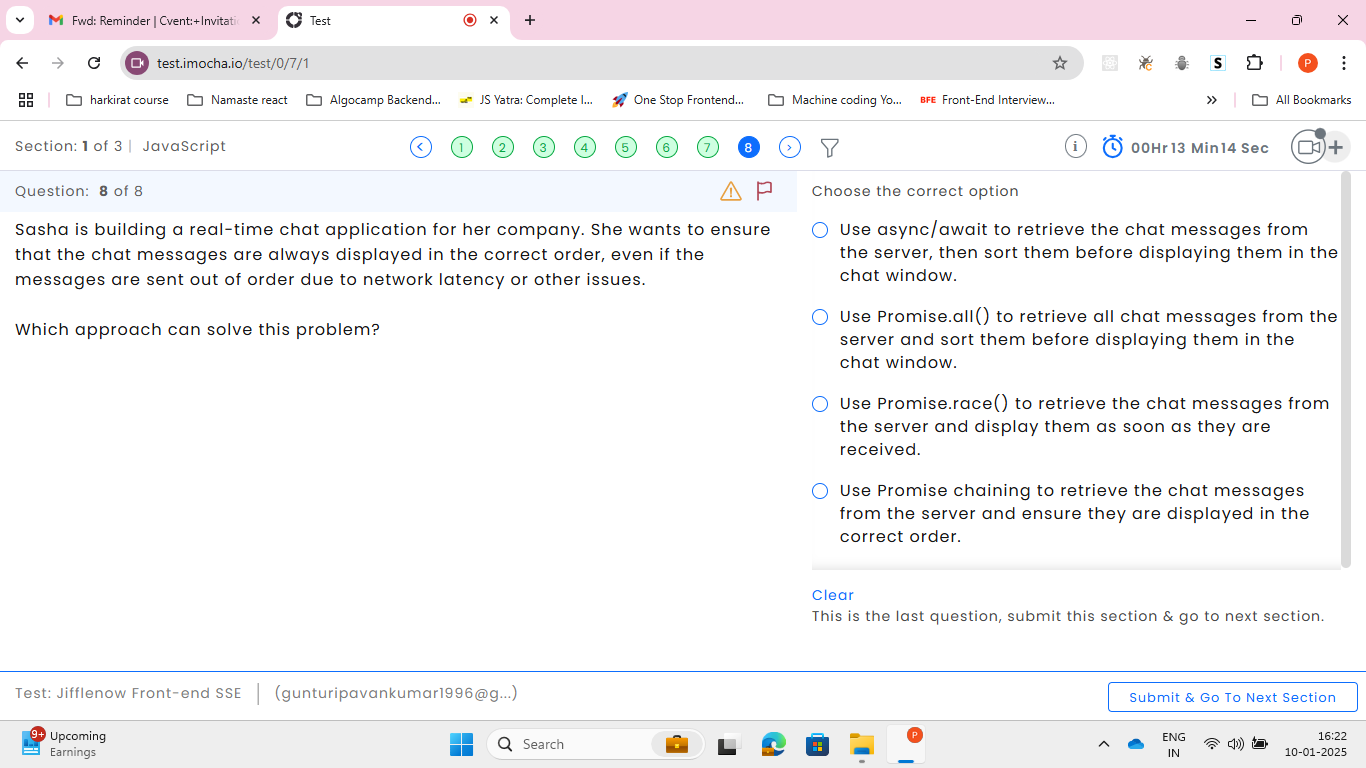 Fwd: Reminder | Cvent:+Invitati
Test
test.imocha.io/test/0/7/1
S
P
harkirat course
Namaste react
Algocamp Backend...
JS Yatra: Complete I...
One Stop Frontend...
Machine coding Yo...
BFE Front-End Interview...
All Bookmarks
Section: 1 of 3 | JavaScript
1 2 3 4 5 6 7 8
00Hr 13 Min 14 Sec
Question: 8 of 8
Sasha is building a real-time chat application for her company. She wants to ensure
that the chat messages are always displayed in the correct order, even if the
messages are sent out of order due to network latency or other issues.
Which approach can solve this problem?
Choose the correct option
Use async/await to retrieve the chat messages from
the server, then sort them before displaying them in the
chat window.
Use Promise.all() to retrieve all chat messages from the
server and sort them before displaying them in the
chat window.
Use Promise.race() to retrieve the chat messages from
the server and display them as soon as they are
received.
Use Promise chaining to retrieve the chat messages
from the server and ensure they are displayed in the
correct order.
Clear
This is the last question, submit this section & go to next section.
Test: Jifflenow Front-end SSE
(gunturipavankumar1996@g...)
Submit & Go To Next Section
9+
Upcoming
Earnings
Search
P
ENG
IN
16:22
10-01-2025